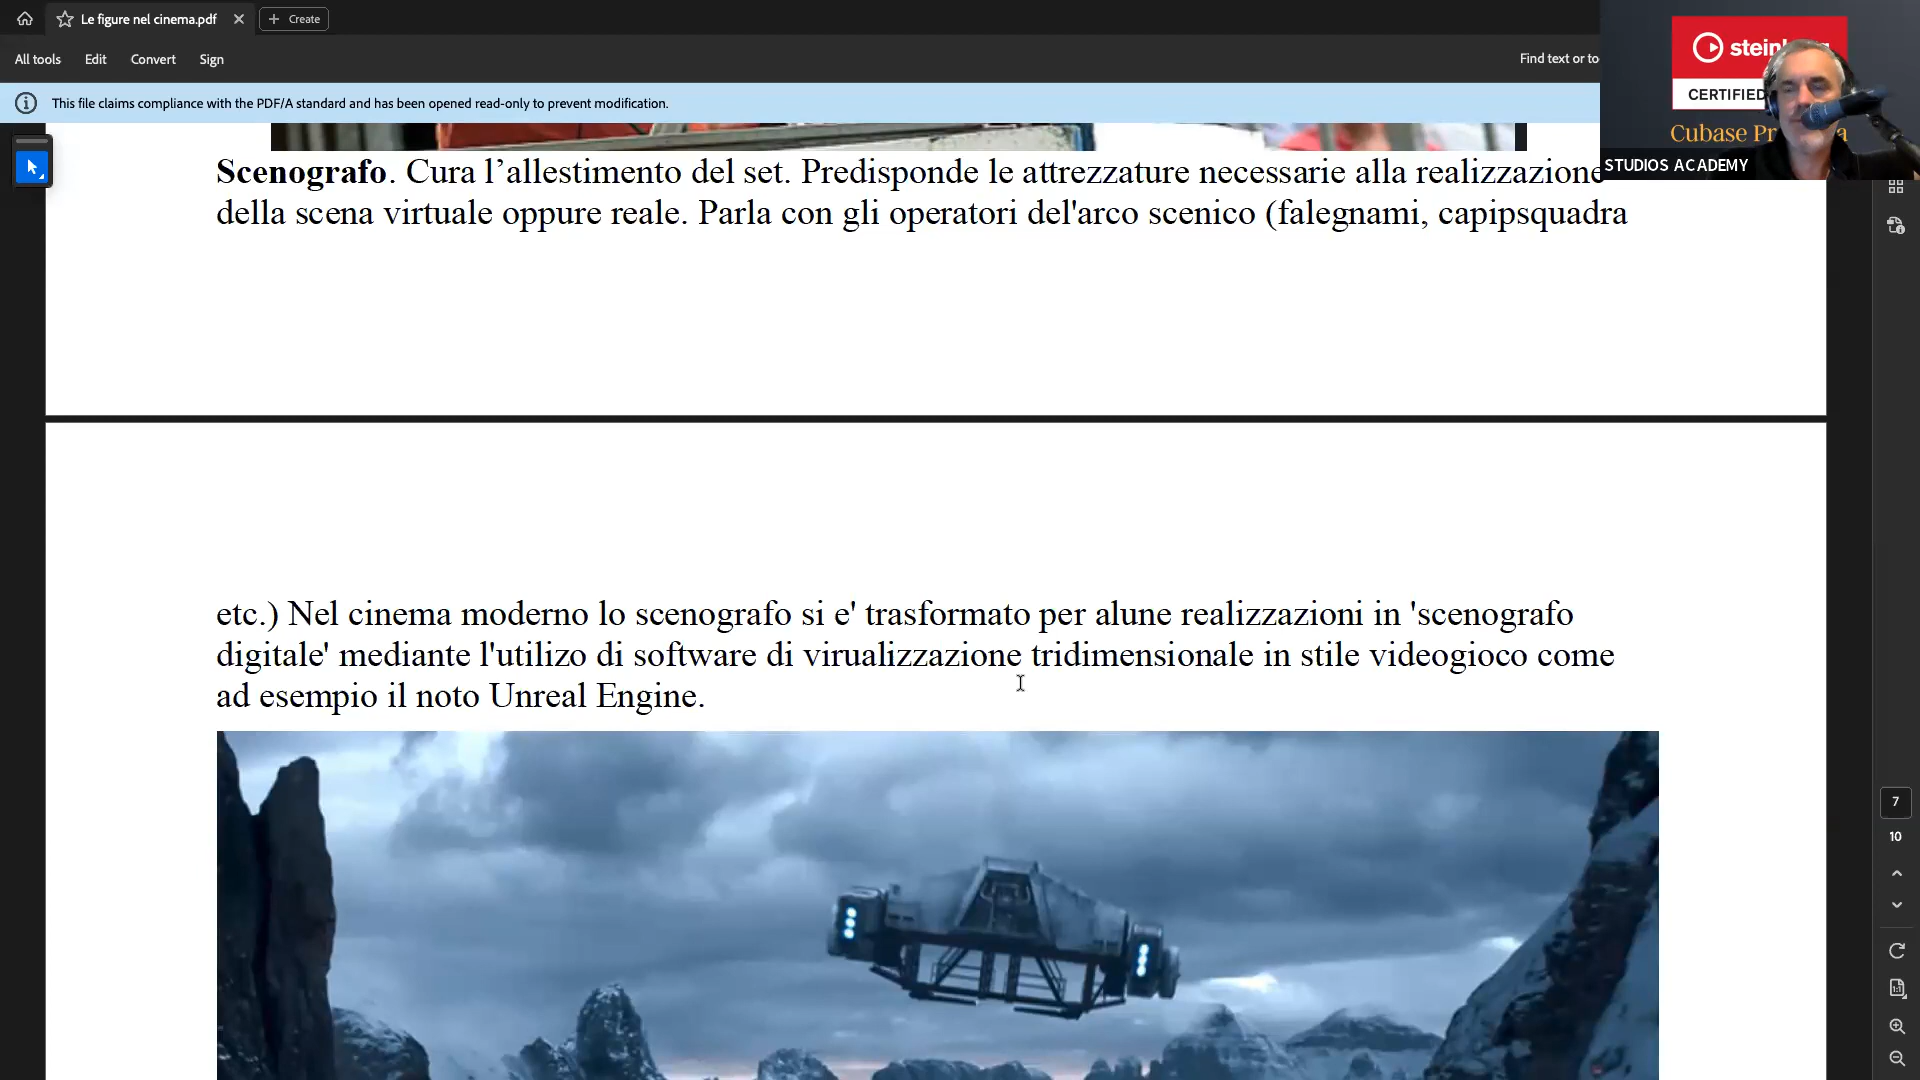 Le figure nel cinema.pdf
Create
All tools Edit Convert Sign
Find text or to
This file claims compliance with the PDF/A standard and has been opened read-only to prevent modification.
CERTIFIED
Cubase Pr
STUDIOS ACADEMY
Scenografo. Cura l’allestimento del set. Predisponde le attrezzature necessarie alla realizzazione
della scena virtuale oppure reale. Parla con gli operatori del'arco scenico (falegnami, capipsquadra
etc.) Nel cinema moderno lo scenografo si e' trasformato per alune realizzazioni in 'scenografo
digitale' mediante l'utilizo di software di virualizzazione tridimensionale in stile videogioco come
ad esempio il noto Unreal Engine.
7
10